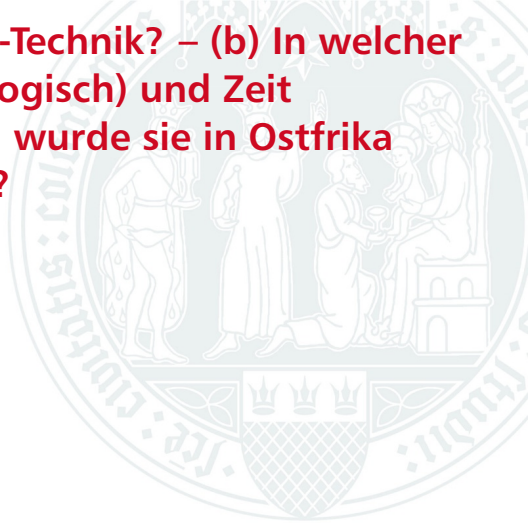 -Technik? – (b) In welcher
ogisch) und Zeit
wurde sie in Ostfrika
?